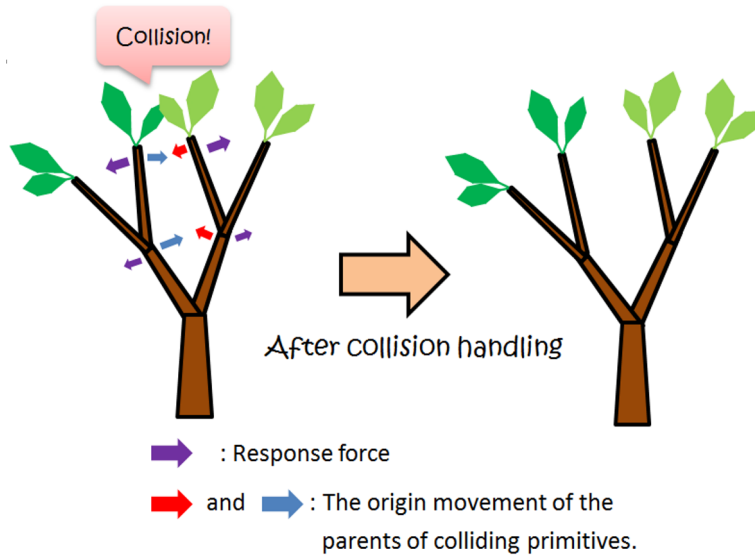 Collision!
After collision handling
: Response force
and : The origin movement of the
parents of colliding primitives.